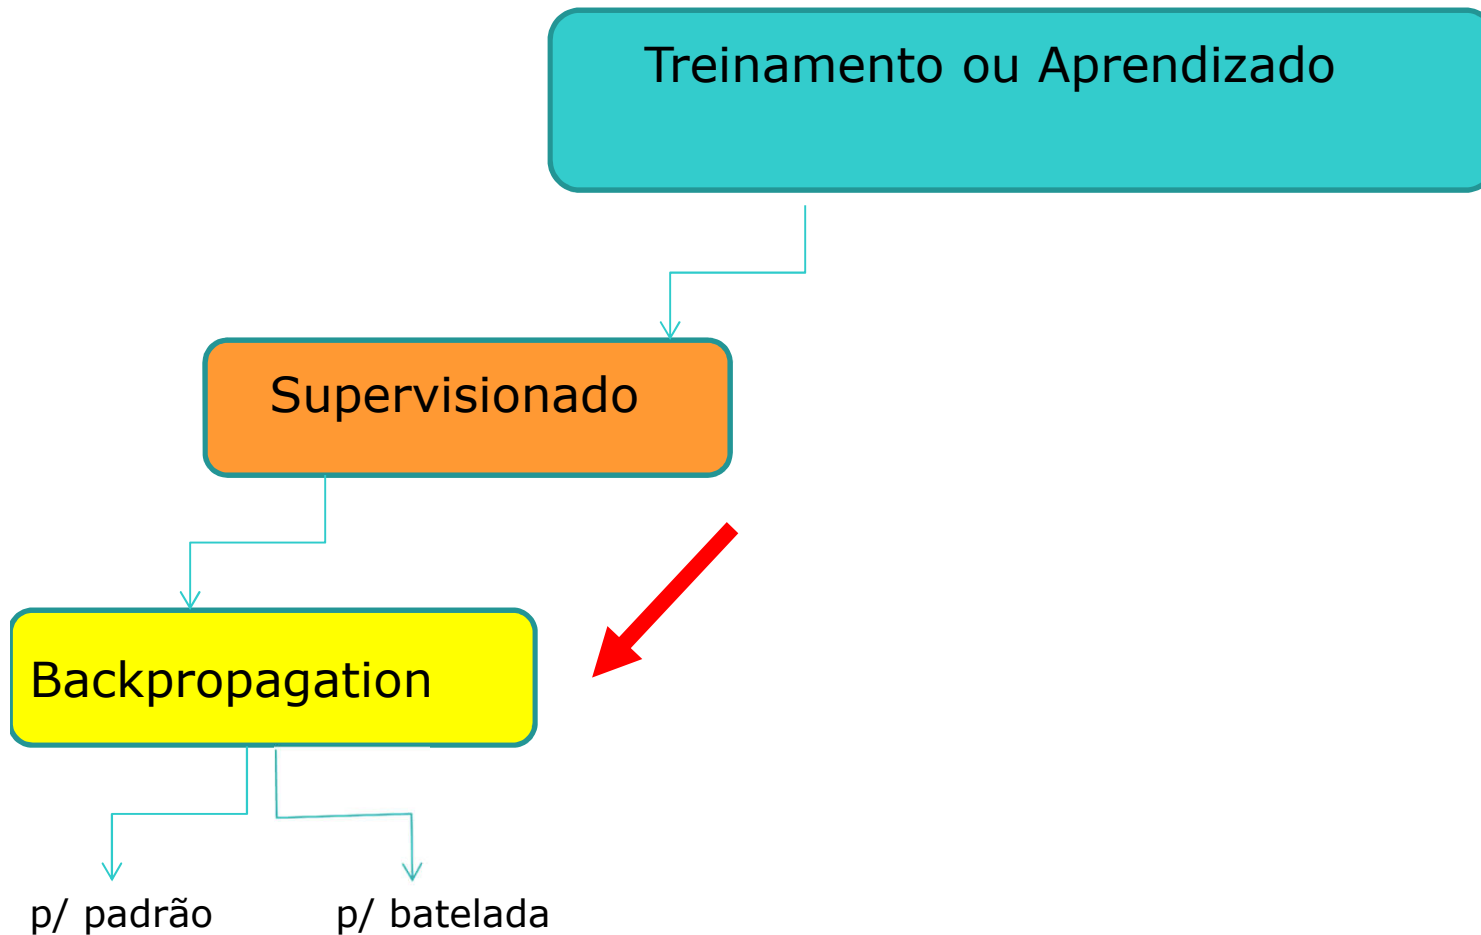 Treinamento ou Aprendizado
Supervisionado
Backpropagation
p/ padrão
p/ batelada